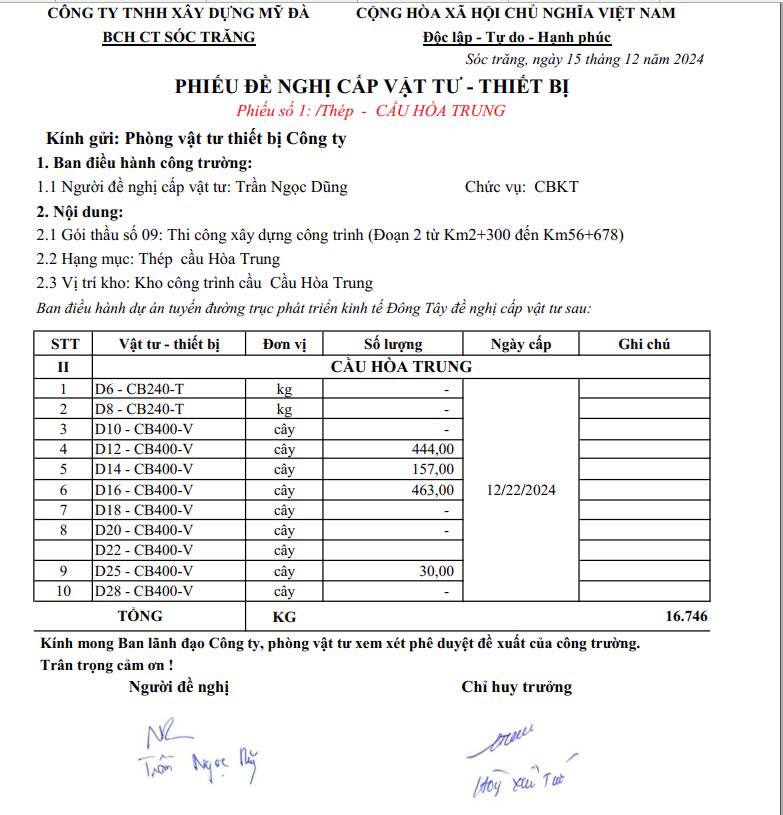 CÔNG TY TNHH XÂY DỰNG MỸ ĐÀ
CỘNG HÒA XÃ HỘI CHỦ NGHĨA VIỆT NAM
BCH CT SÓC TRĂNG
Độc lập - Tự do - Hạnh phúc
Sóc trăng, ngày 15 tháng 12 năm 2024
PHIẾU ĐỀ NGHỊ CẤP VẬT TƯ - THIẾT BỊ
Phiếu số 1: /Thép - CẦU HÒA TRUNG
Kính gửi: Phòng vật tư thiết bị Công ty
1. Ban điều hành công trường:
1.1 Người đề nghị cấp vật tư: Trần Ngọc Dũng Chức vụ: CBKT
2. Nội dung:
2.1 Gói thầu số 09: Thi công xây dựng công trình (Đoạn 2 từ Km2+300 đến Km56+678)
2.2 Hạng mục: Thép cầu Hòa Trung
2.3 Vị trí kho: Kho công trình cầu Cầu Hòa Trung
Ban điều hành dự án tuyến đường trục phát triển kinh tế Đông Tây đề nghị cấp vật tư sau:
STT Vật tư - thiết bị Đơn vị Số lượng Ngày cấp Ghi chú
II CẦU HÒA TRUNG
1 D6 - CB240-T kg -
2 D8 - CB240-T kg -
3 D10 - CB400-V cây -
4 D12 - CB400-V cây 444,00
5 D14 - CB400-V cây 157,00
6 D16 - CB400-V cây 463,00 12/22/2024
7 D18 - CB400-V cây -
8 D20 - CB400-V cây -
D22 - CB400-V cây
9 D25 - CB400-V cây 30,00
10 D28 - CB400-V cây -
TỔNG KG 16.746
Kính mong Ban lãnh đạo Công ty, phòng vật tư xem xét phê duyệt đề xuất của công trường.
Trân trọng cảm ơn !
Người đề nghị Chỉ huy trưởng
Trần Ngọc